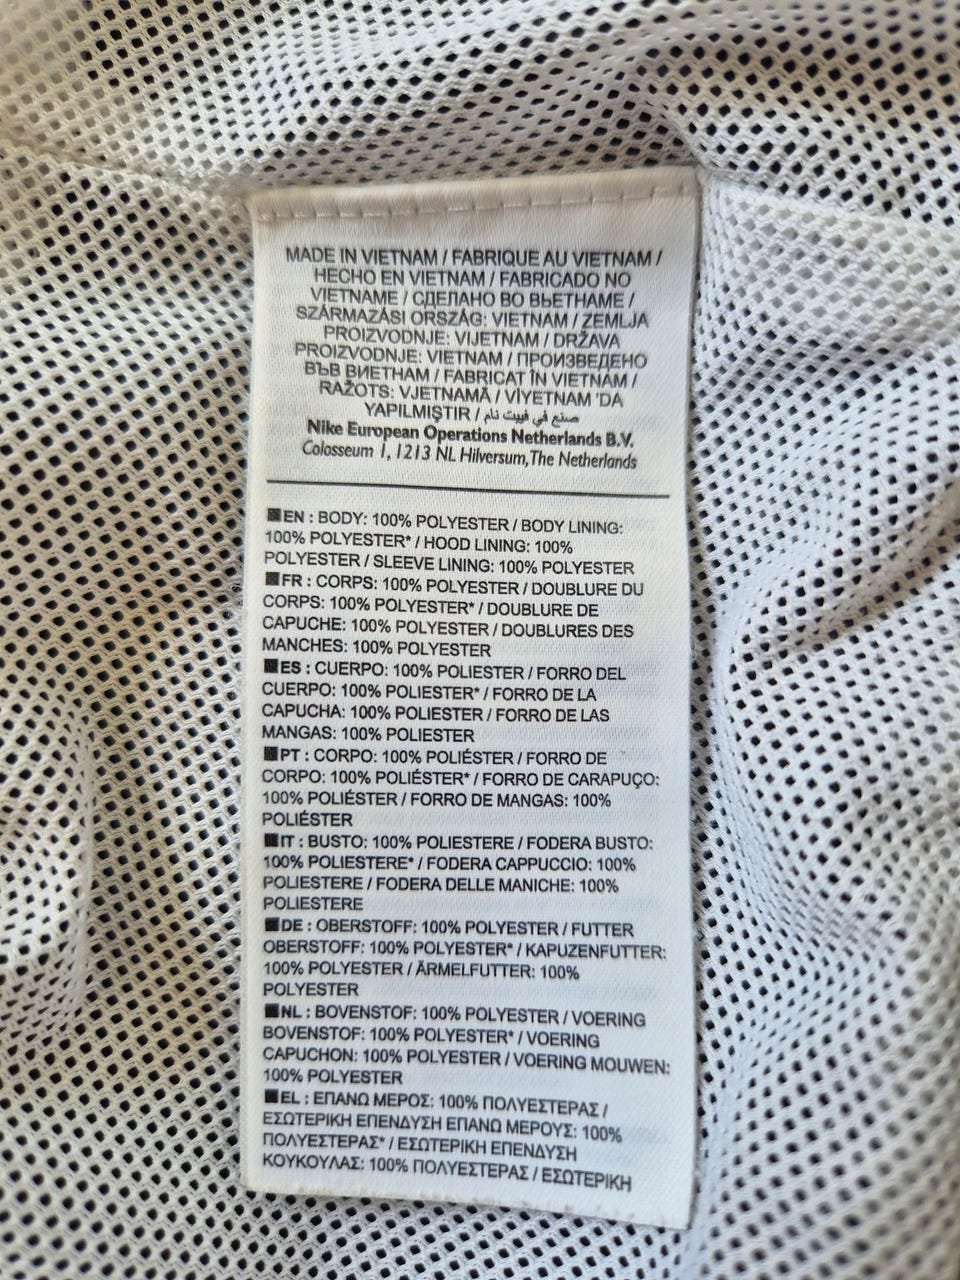 MADE IN VIETNAM / FABRIQUE AU VIETNAM /
HECHO EN VIETNAM / FABRICADO NO
VIETNAME / СДЕЛАНО ВО ВЬЕТНАМЕ /
SZÁRMAZÁSI ORSZÁG: VIETNAM / ZEMLJA
PROIZVODNJE: VIJETNAM / DRŽAVA
PROIZVODNJE: VIETNAM / ПРОИЗВЕДЕНО
ВЪВ ВИЕТНАМ / FABRICAT ÎN VIETNAM /
RAŽOTS: VJETNAMĀ / VİYETNAM 'DA
YAPILMIŞTIR / صنع في فييت نام
Nike European Operations Netherlands B.V.
Colosseum 1, 1213 NL Hilversum, The Netherlands
EN : BODY: 100% POLYESTER / BODY LINING:
100% POLYESTER* / HOOD LINING: 100%
POLYESTER / SLEEVE LINING: 100% POLYESTER
FR : CORPS: 100% POLYESTER / DOUBLURE DU
CORPS: 100% POLYESTER* / DOUBLURE DE
CAPUCHE: 100% POLYESTER / DOUBLURES DES
MANCHES: 100% POLYESTER
ES : CUERPO: 100% POLIESTER / FORRO DEL
CUERPO: 100% POLIESTER* / FORRO DE LA
CAPUCHA: 100% POLIESTER / FORRO DE LAS
MANGAS: 100% POLIESTER
PT : CORPO: 100% POLIÉSTER / FORRO DE
CORPO: 100% POLIÉSTER* / FORRO DE CARAPUÇO:
100% POLIÉSTER / FORRO DE MANGAS: 100%
POLIÉSTER
IT : BUSTO: 100% POLIESTERE / FODERA BUSTO:
100% POLIESTERE* / FODERA CAPPUCCIO: 100%
POLIESTERE / FODERA DELLE MANICHE: 100%
POLIESTERE
DE : OBERSTOFF: 100% POLYESTER / FUTTER
OBERSTOFF: 100% POLYESTER* / KAPUZENFUTTER:
100% POLYESTER / ÄRMELFUTTER: 100%
POLYESTER
NL : BOVENSTOF: 100% POLYESTER / VOERING
BOVENSTOF: 100% POLYESTER* / VOERING
CAPUCHON: 100% POLYESTER / VOERING MOUWEN:
100% POLYESTER
EL : ΕΠΑΝΩ ΜΕΡΟΣ: 100% ΠΟΛΥΕΣΤΕΡΑΣ /
ΕΣΩΤΕΡΙΚΗ ΕΠΕΝΔΥΣΗ ΕΠΑΝΩ ΜΕΡΟΥΣ: 100%
ΠΟΛΥΕΣΤΕΡΑΣ* / ΕΣΩΤΕΡΙΚΗ ΕΠΕΝΔΥΣΗ
ΚΟΥΚΟΥΛΑΣ: 100% ΠΟΛΥΕΣΤΕΡΑΣ / ΕΣΩΤΕΡΙΚΗ